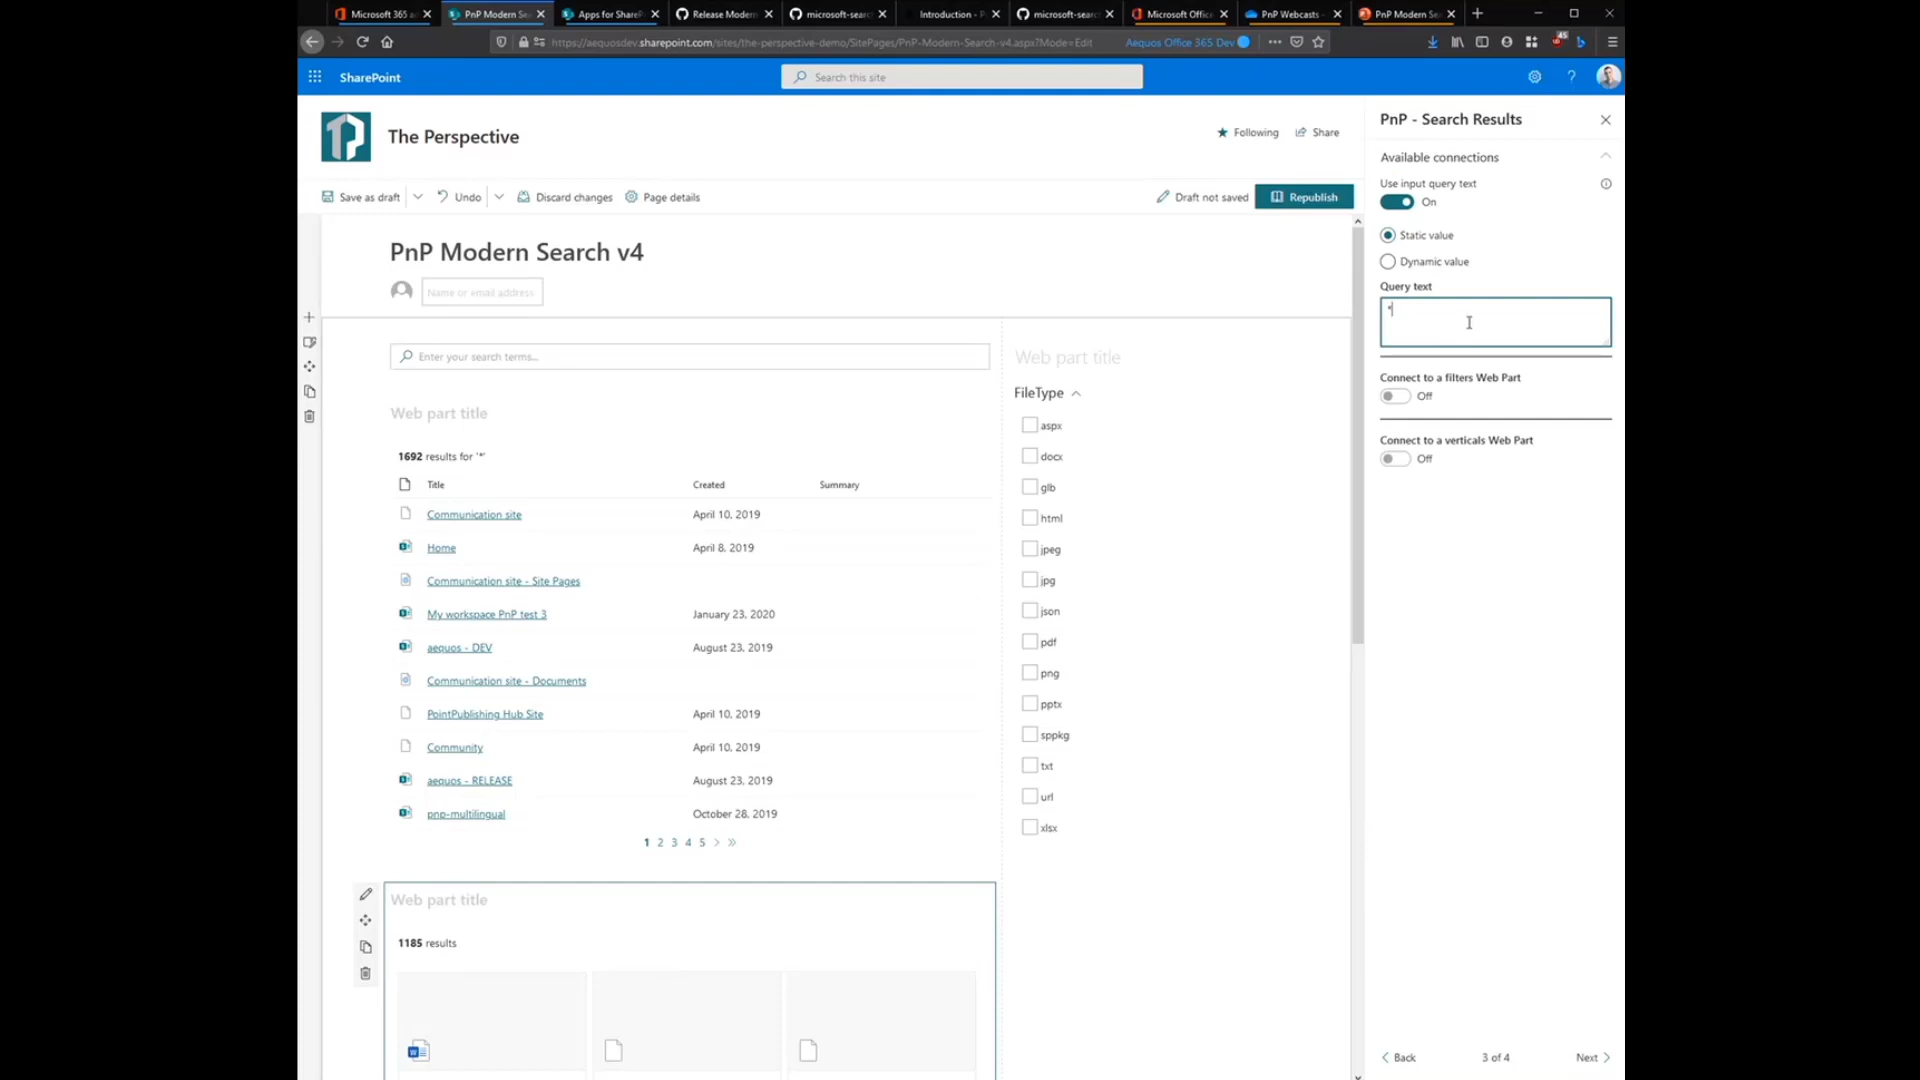 Microsoft 365 a
PnP Modern Se
Apps for ShareP
Release Modern
microsoft-searc
Introduction - P
microsoft-searc
Microsoft Office
PnP Webcasts -
PnP Modern Se
https://aequosdev.sharepoint.com/sites/the-perspective-demo/SitePages/PnP-Modern-Search-v4.aspx?Mode=Edit
Aequos Office 365 Dev
45
SharePoint
Search this site
The Perspective
Following
Share
Save as draft
Undo
Discard changes
Page details
Draft not saved
Republish
PnP Modern Search v4
Name or email address
Enter your search terms...
Web part title
1692 results for '*'
Title
Created
Summary
Communication site
April 10, 2019
Home
April 8, 2019
Communication site - Site Pages
My workspace PnP test 3
January 23, 2020
aequos - DEV
August 23, 2019
Communication site - Documents
PointPublishing Hub Site
April 10, 2019
Community
April 10, 2019
aequos - RELEASE
August 23, 2019
pnp-multilingual
October 28, 2019
1 2 3 4 5 > »
Web part title
1185 results
Web part title
FileType
aspx
docx
glb
html
jpeg
jpg
json
pdf
png
pptx
sppkg
txt
url
xlsx
PnP - Search Results
Available connections
Use input query text
On
Static value
Dynamic value
Query text
*
Connect to a filters Web Part
Off
Connect to a verticals Web Part
Off
Back
3 of 4
Next